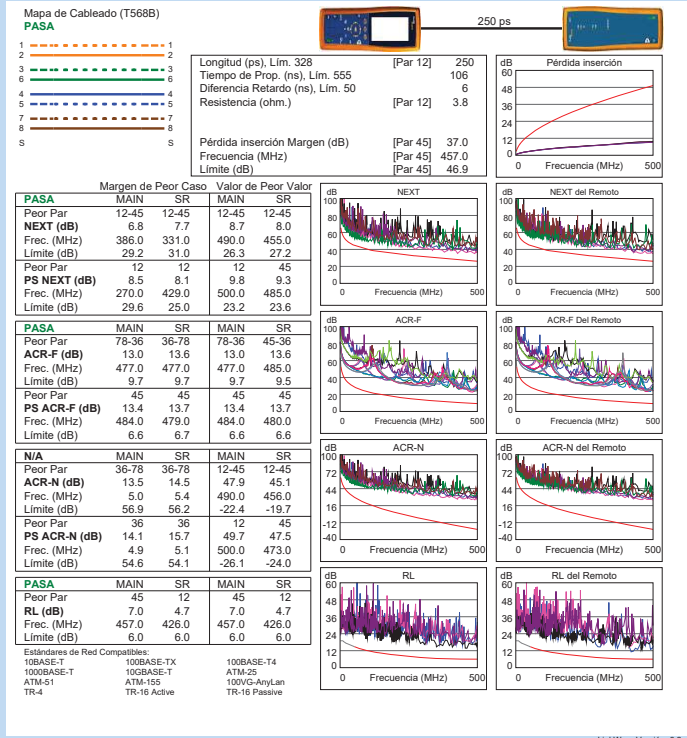 Mapa de Cableado (T568B)
PASA
250 ps
1 1
2 2
3 3
6 6
4 4
5 5
7 7
8 8
S S
Longitud (ps), Lím. 328 [Par 12] 250
Tiempo de Prop. (ns), Lím. 555 106
Diferencia Retardo (ns), Lím. 50 6
Resistencia (ohm.) [Par 12] 3.8
Pérdida inserción Margen (dB) [Par 45] 37.0
Frecuencia (MHz) [Par 45] 457.0
Límite (dB) [Par 45] 46.9
dB Pérdida inserción
60
48
36
24
12
0
0 Frecuencia (MHz) 500
Margen de Peor Caso Valor de Peor Valor
PASA MAIN SR MAIN SR
Peor Par 12-45 12-45 12-45 12-45
NEXT (dB) 6.8 7.7 8.7 8.0
Frec. (MHz) 386.0 331.0 490.0 455.0
Límite (dB) 29.2 31.0 26.3 27.2
Peor Par 12 12 12 45
PS NEXT (dB) 8.5 8.1 9.8 9.3
Frec. (MHz) 270.0 429.0 500.0 485.0
Límite (dB) 29.6 25.0 23.2 23.6
dB NEXT
100
80
60
40
20
0
0 Frecuencia (MHz) 500
dB NEXT del Remoto
100
80
60
40
20
0
0 Frecuencia (MHz) 500
PASA MAIN SR MAIN SR
Peor Par 78-36 36-78 78-36 45-36
ACR-F (dB) 13.0 13.6 13.0 13.6
Frec. (MHz) 477.0 477.0 477.0 485.0
Límite (dB) 9.7 9.7 9.7 9.5
Peor Par 45 45 45 45
PS ACR-F (dB) 13.4 13.7 13.4 13.7
Frec. (MHz) 484.0 479.0 484.0 480.0
Límite (dB) 6.6 6.7 6.6 6.6
dB ACR-F
100
80
60
40
20
0
0 Frecuencia (MHz) 500
dB ACR-F Del Remoto
100
80
60
40
20
0
0 Frecuencia (MHz) 500
N/A MAIN SR MAIN SR
Peor Par 36-78 36-78 12-45 12-45
ACR-N (dB) 13.5 14.5 47.9 45.1
Frec. (MHz) 5.0 5.4 490.0 456.0
Límite (dB) 56.9 56.2 -22.4 -19.7
Peor Par 36 36 12 45
PS ACR-N (dB) 14.1 15.7 49.7 47.5
Frec. (MHz) 4.9 5.1 500.0 473.0
Límite (dB) 54.6 54.1 -26.1 -24.0
dB ACR-N
100
72
44
16
-12
-40
0 Frecuencia (MHz) 500
dB ACR-N del Remoto
100
72
44
16
-12
-40
0 Frecuencia (MHz) 500
PASA MAIN SR MAIN SR
Peor Par 45 12 45 12
RL (dB) 7.0 4.7 7.0 4.7
Frec. (MHz) 457.0 426.0 457.0 426.0
Límite (dB) 6.0 6.0 6.0 6.0
dB RL
60
48
36
24
12
0
0 Frecuencia (MHz) 500
dB RL del Remoto
60
48
36
24
12
0
0 Frecuencia (MHz) 500
Estándares de Red Compatibles:
10BASE-T 100BASE-TX 100BASE-T4
1000BASE-T 10GBASE-T ATM-25
ATM-51 ATM-155 100VG-AnyLan
TR-4 TR-16 Active TR-16 Passive